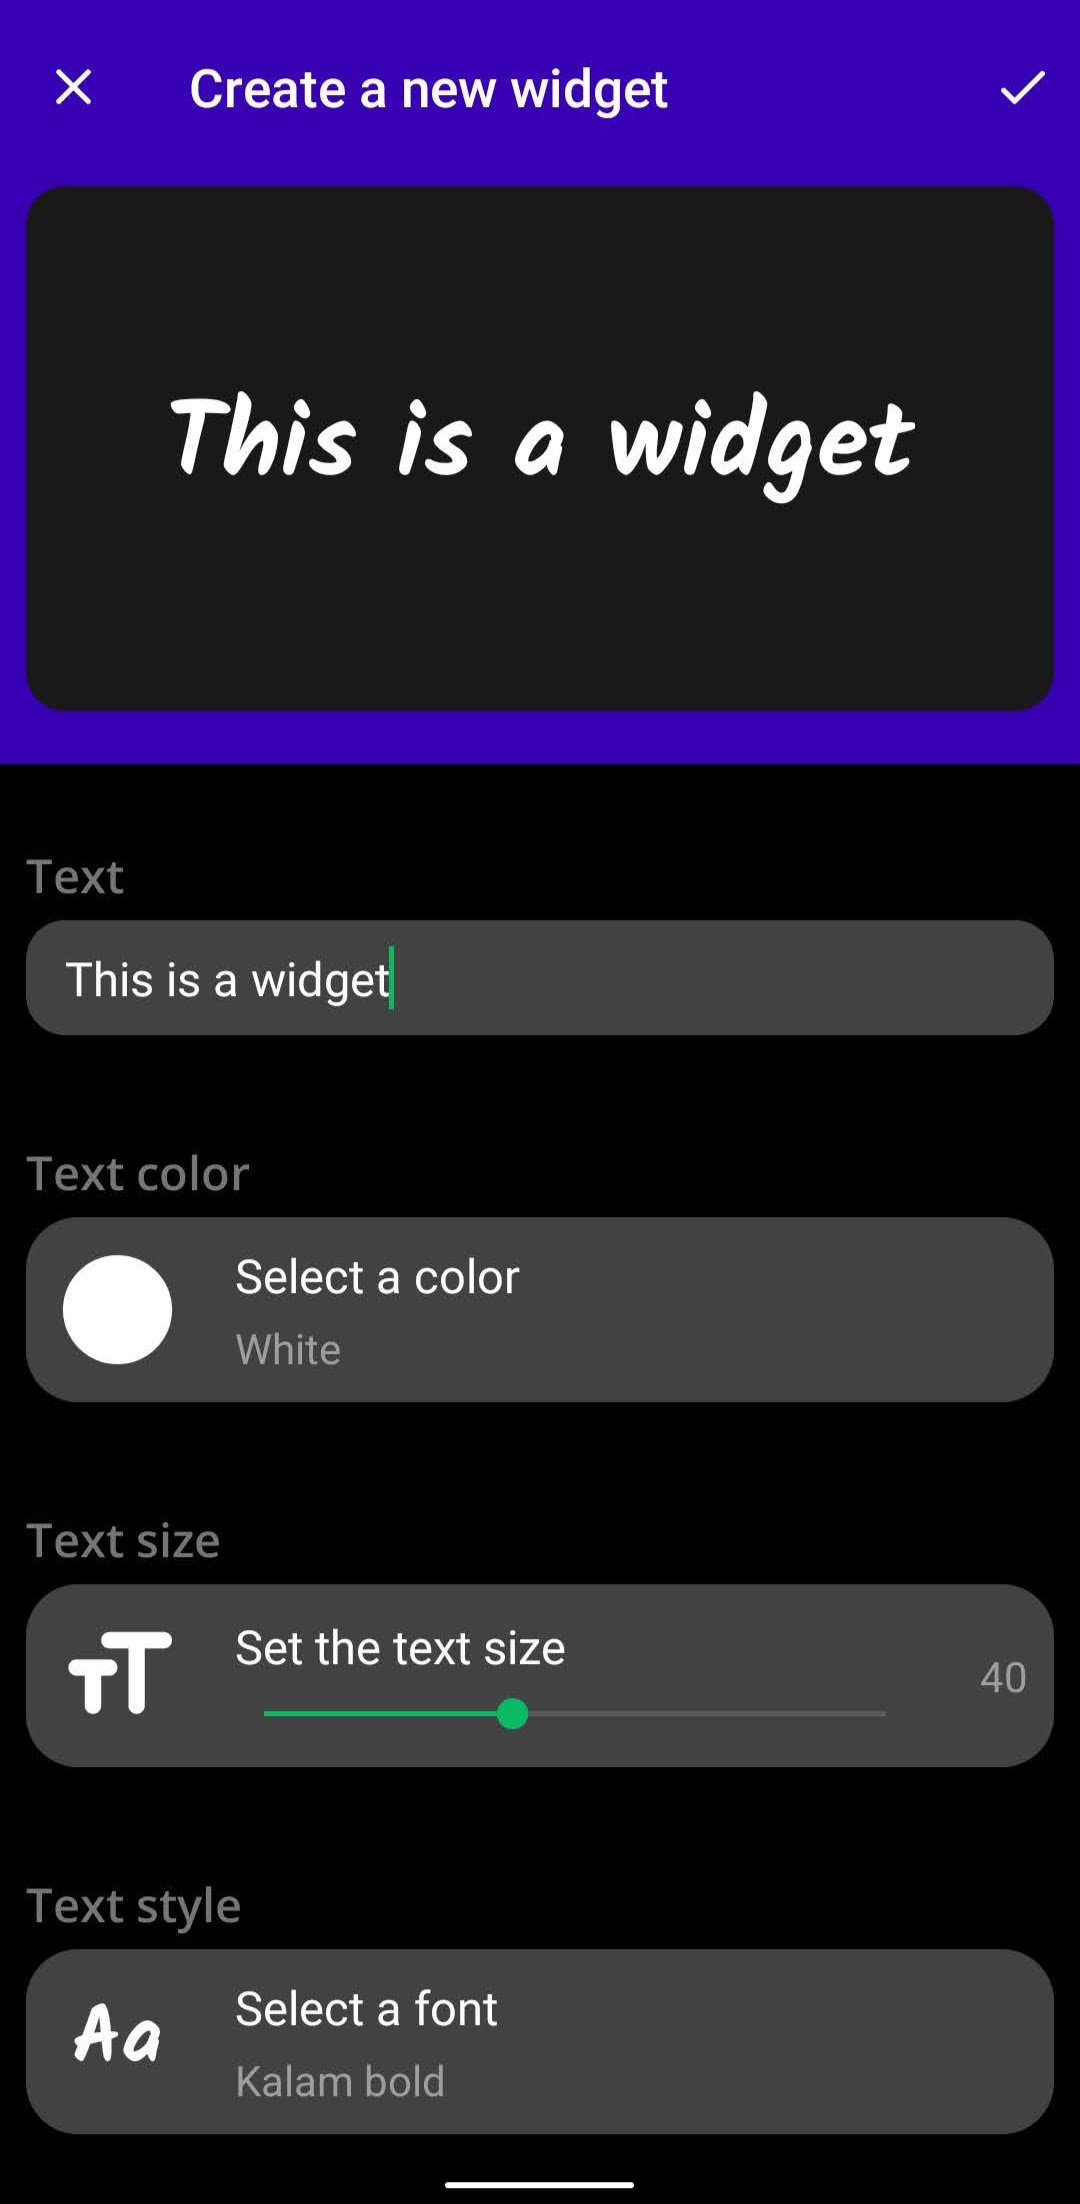 Create a new widget
This is a widget
Text
This is a widget
Text color
Select a color
White
Text size
Set the text size
40
Text style
Aa
Select a font
Kalam bold